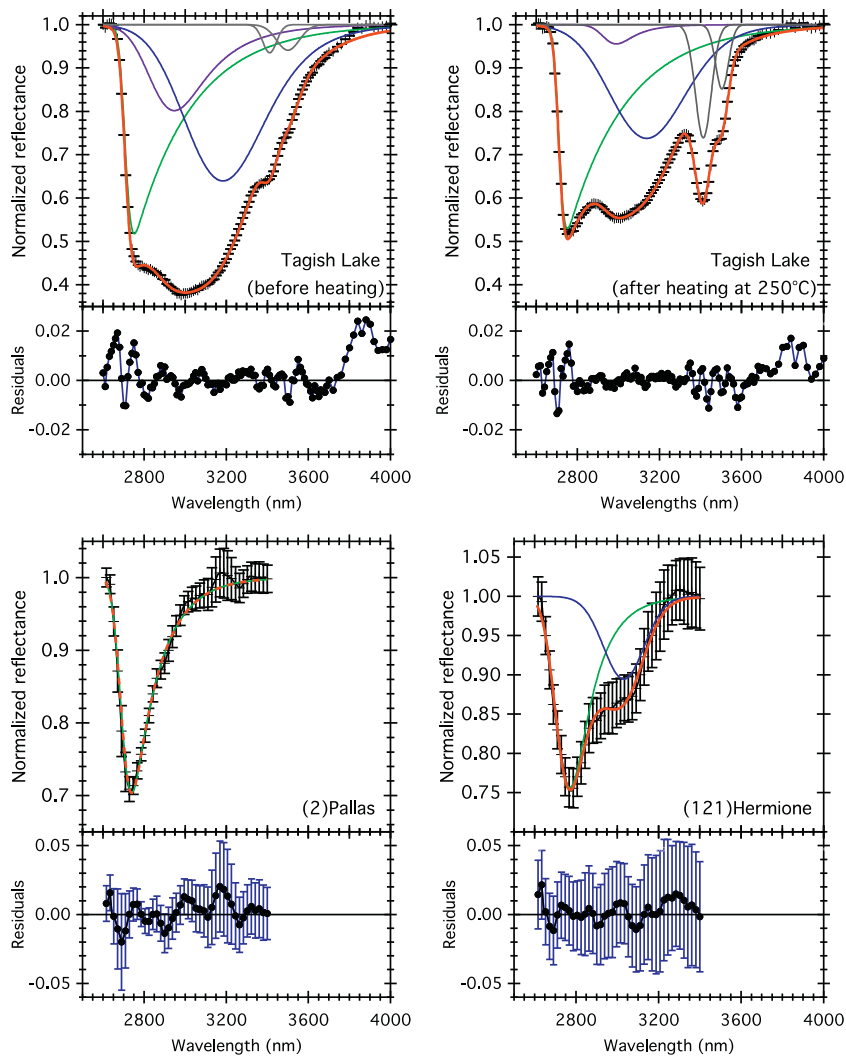 1.0
0.9
0.8
0.7
0.6
0.5
0.4
Normalized reflectance
Tagish Lake
(before heating)
0.02
0.00
-0.02
Residuals
2800 3200 3600 4000
Wavelength (nm)
1.0
0.9
0.8
0.7
0.6
0.5
0.4
Normalized reflectance
Tagish Lake
(after heating at 250°C)
0.02
0.00
-0.02
Residuals
2800 3200 3600 4000
Wavelengths (nm)
1.0
0.9
0.8
0.7
Normalized reflectance
(2)Pallas
0.05
0.00
-0.05
Residuals
2800 3200 3600 4000
Wavelength (nm)
1.05
1.00
0.95
0.90
0.85
0.80
0.75
Normalized reflectance
(121)Hermione
0.05
0.00
-0.05
Residuals
2800 3200 3600 4000
Wavelength (nm)